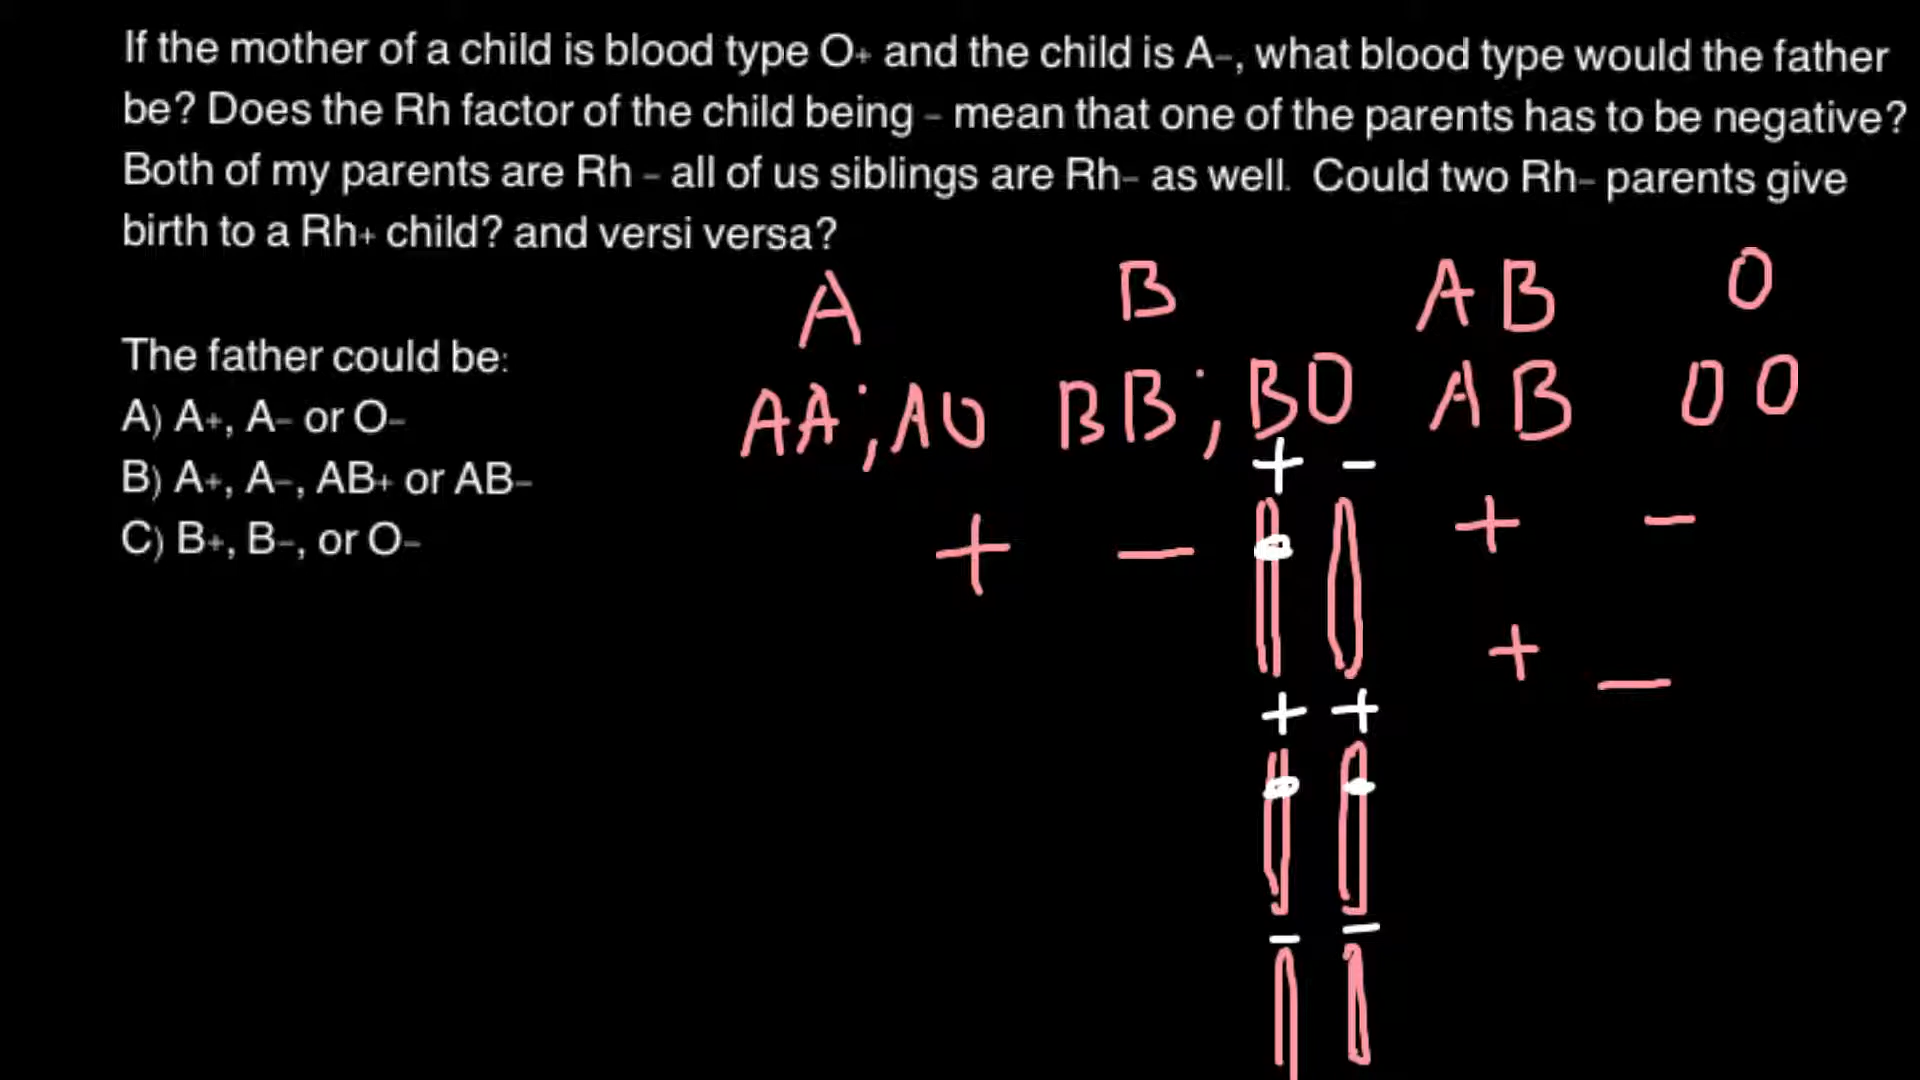 If the mother of a child is blood type O+ and the child is A-, what blood type would the father
be? Does the Rh factor of the child being - mean that one of the parents has to be negative?
Both of my parents are Rh - all of us siblings are Rh- as well. Could two Rh- parents give
birth to a Rh+ child? and versi versa?
A B AB O
The father could be:
AA; AO BB; BO AB OO
A) A+, A- or O-
+ -
B) A+, A-, AB+ or AB-
+ -
C) B+, B-, or O-
+ -
+ -
+ +
- -